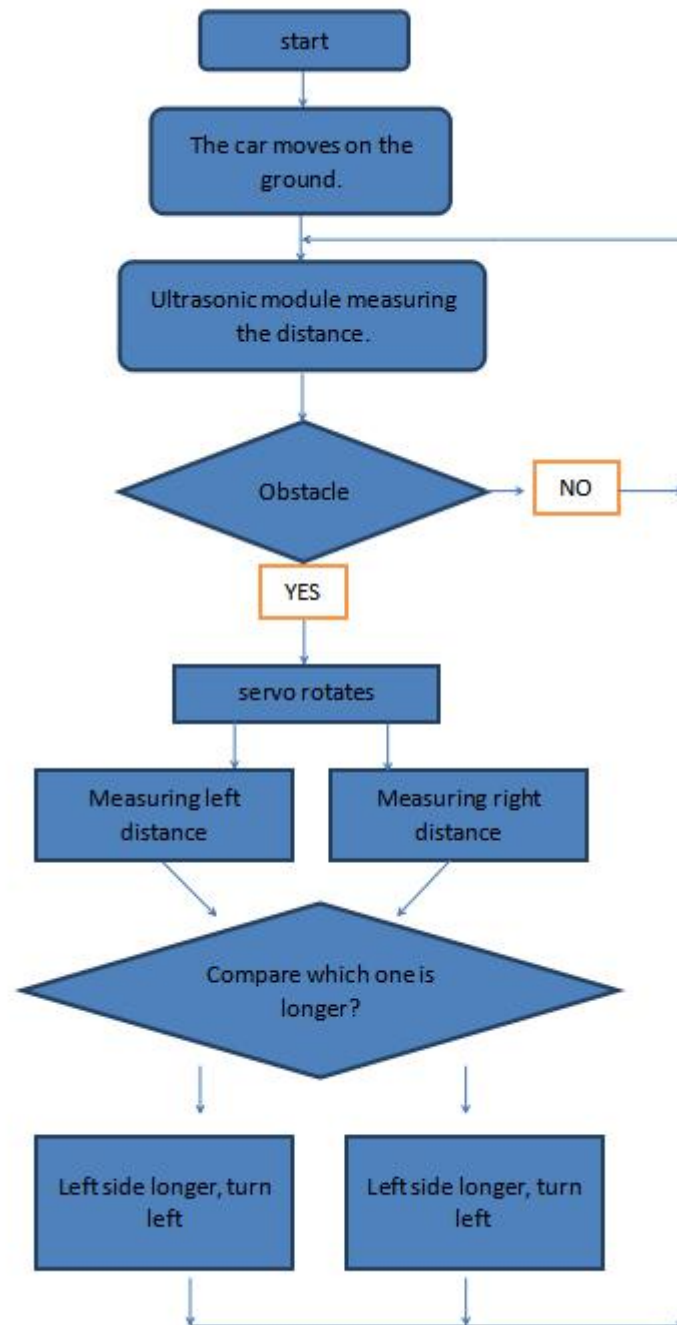 start
The car moves on the
ground.
Ultrasonic module measuring
the distance.
Obstacle
NO
YES
servo rotates
Measuring left
distance
Measuring right
distance
Compare which one is
longer?
Left side longer, turn
left
Left side longer, turn
left